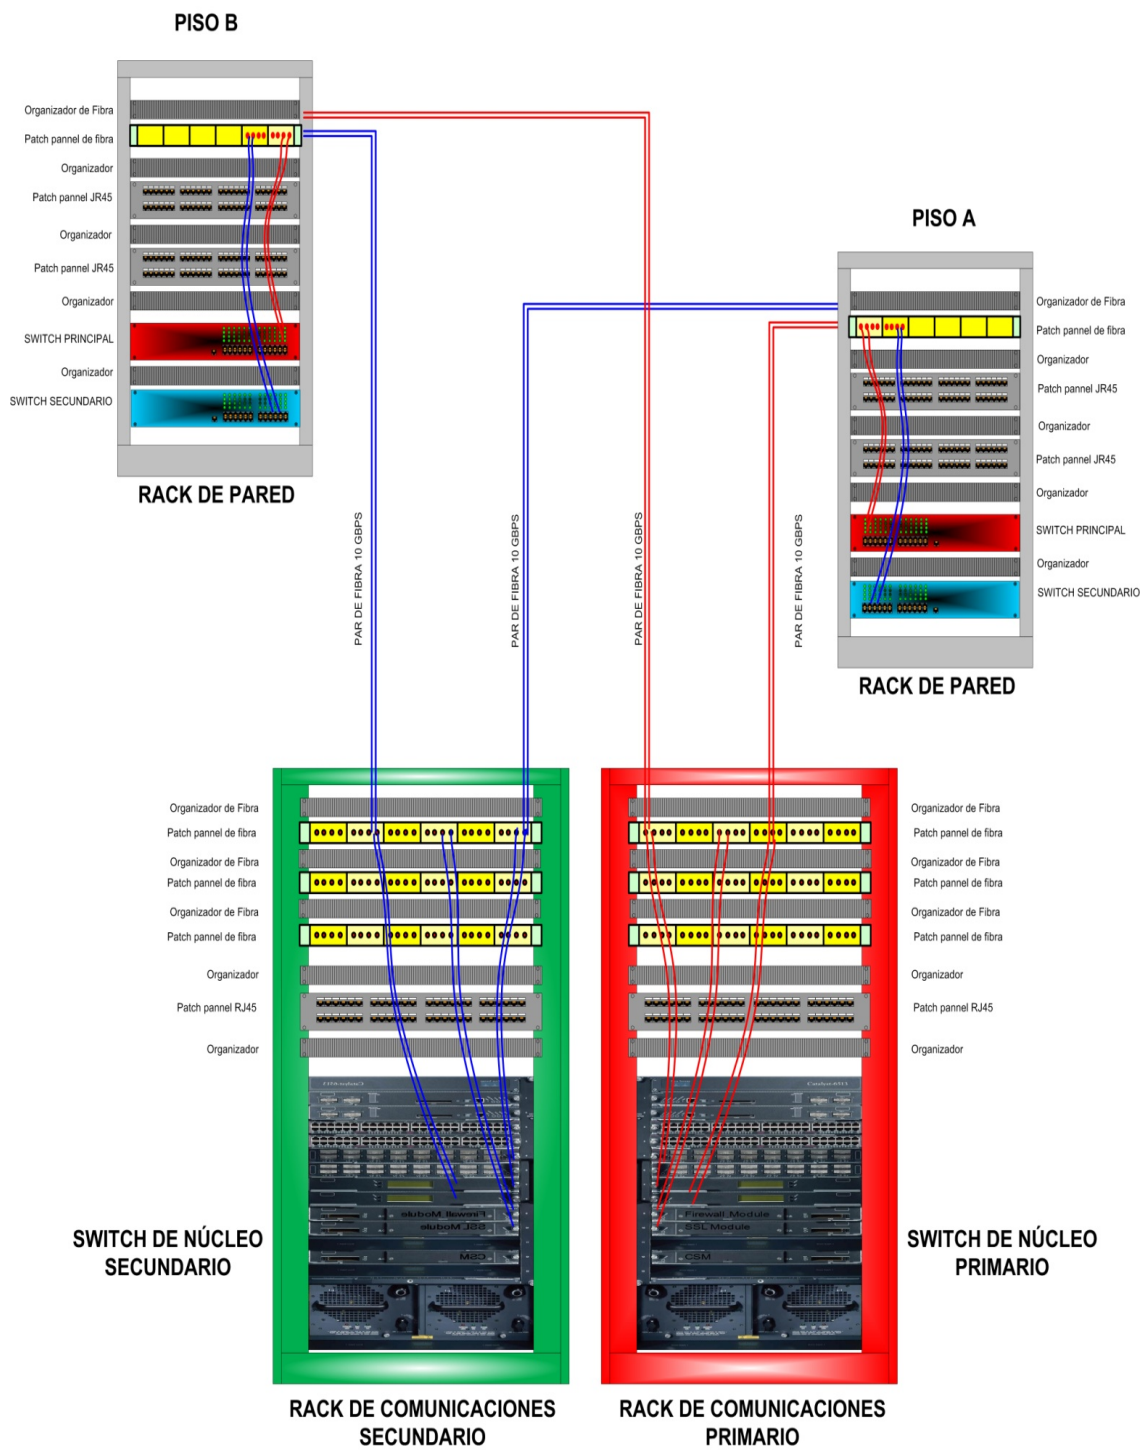 PISO B
Organizador de Fibra
Patch pannel de fibra
Organizador
Patch pannel JR45
Organizador
Patch pannel JR45
Organizador
SWITCH PRINCIPAL
Organizador
SWITCH SECUNDARIO
RACK DE PARED
PISO A
Organizador de Fibra
Patch pannel de fibra
Organizador
Patch pannel JR45
Organizador
Patch pannel JR45
Organizador
SWITCH PRINCIPAL
Organizador
SWITCH SECUNDARIO
RACK DE PARED
PAR DE FIBRA 10 GBPS
PAR DE FIBRA 10 GBPS
PAR DE FIBRA 10 GBPS
PAR DE FIBRA 10 GBPS
Organizador de Fibra
Patch pannel de fibra
Organizador de Fibra
Patch pannel de fibra
Organizador de Fibra
Patch pannel de fibra
Organizador
Patch pannel RJ45
Organizador
Firewall Module
SSL Module
CSM
SWITCH DE NÚCLEO
SECUNDARIO
RACK DE COMUNICACIONES
SECUNDARIO
Organizador de Fibra
Patch pannel de fibra
Organizador de Fibra
Patch pannel de fibra
Organizador de Fibra
Patch pannel de fibra
Organizador
Patch pannel RJ45
Organizador
Firewall Module
SSL Module
CSM
SWITCH DE NÚCLEO
PRIMARIO
RACK DE COMUNICACIONES
PRIMARIO